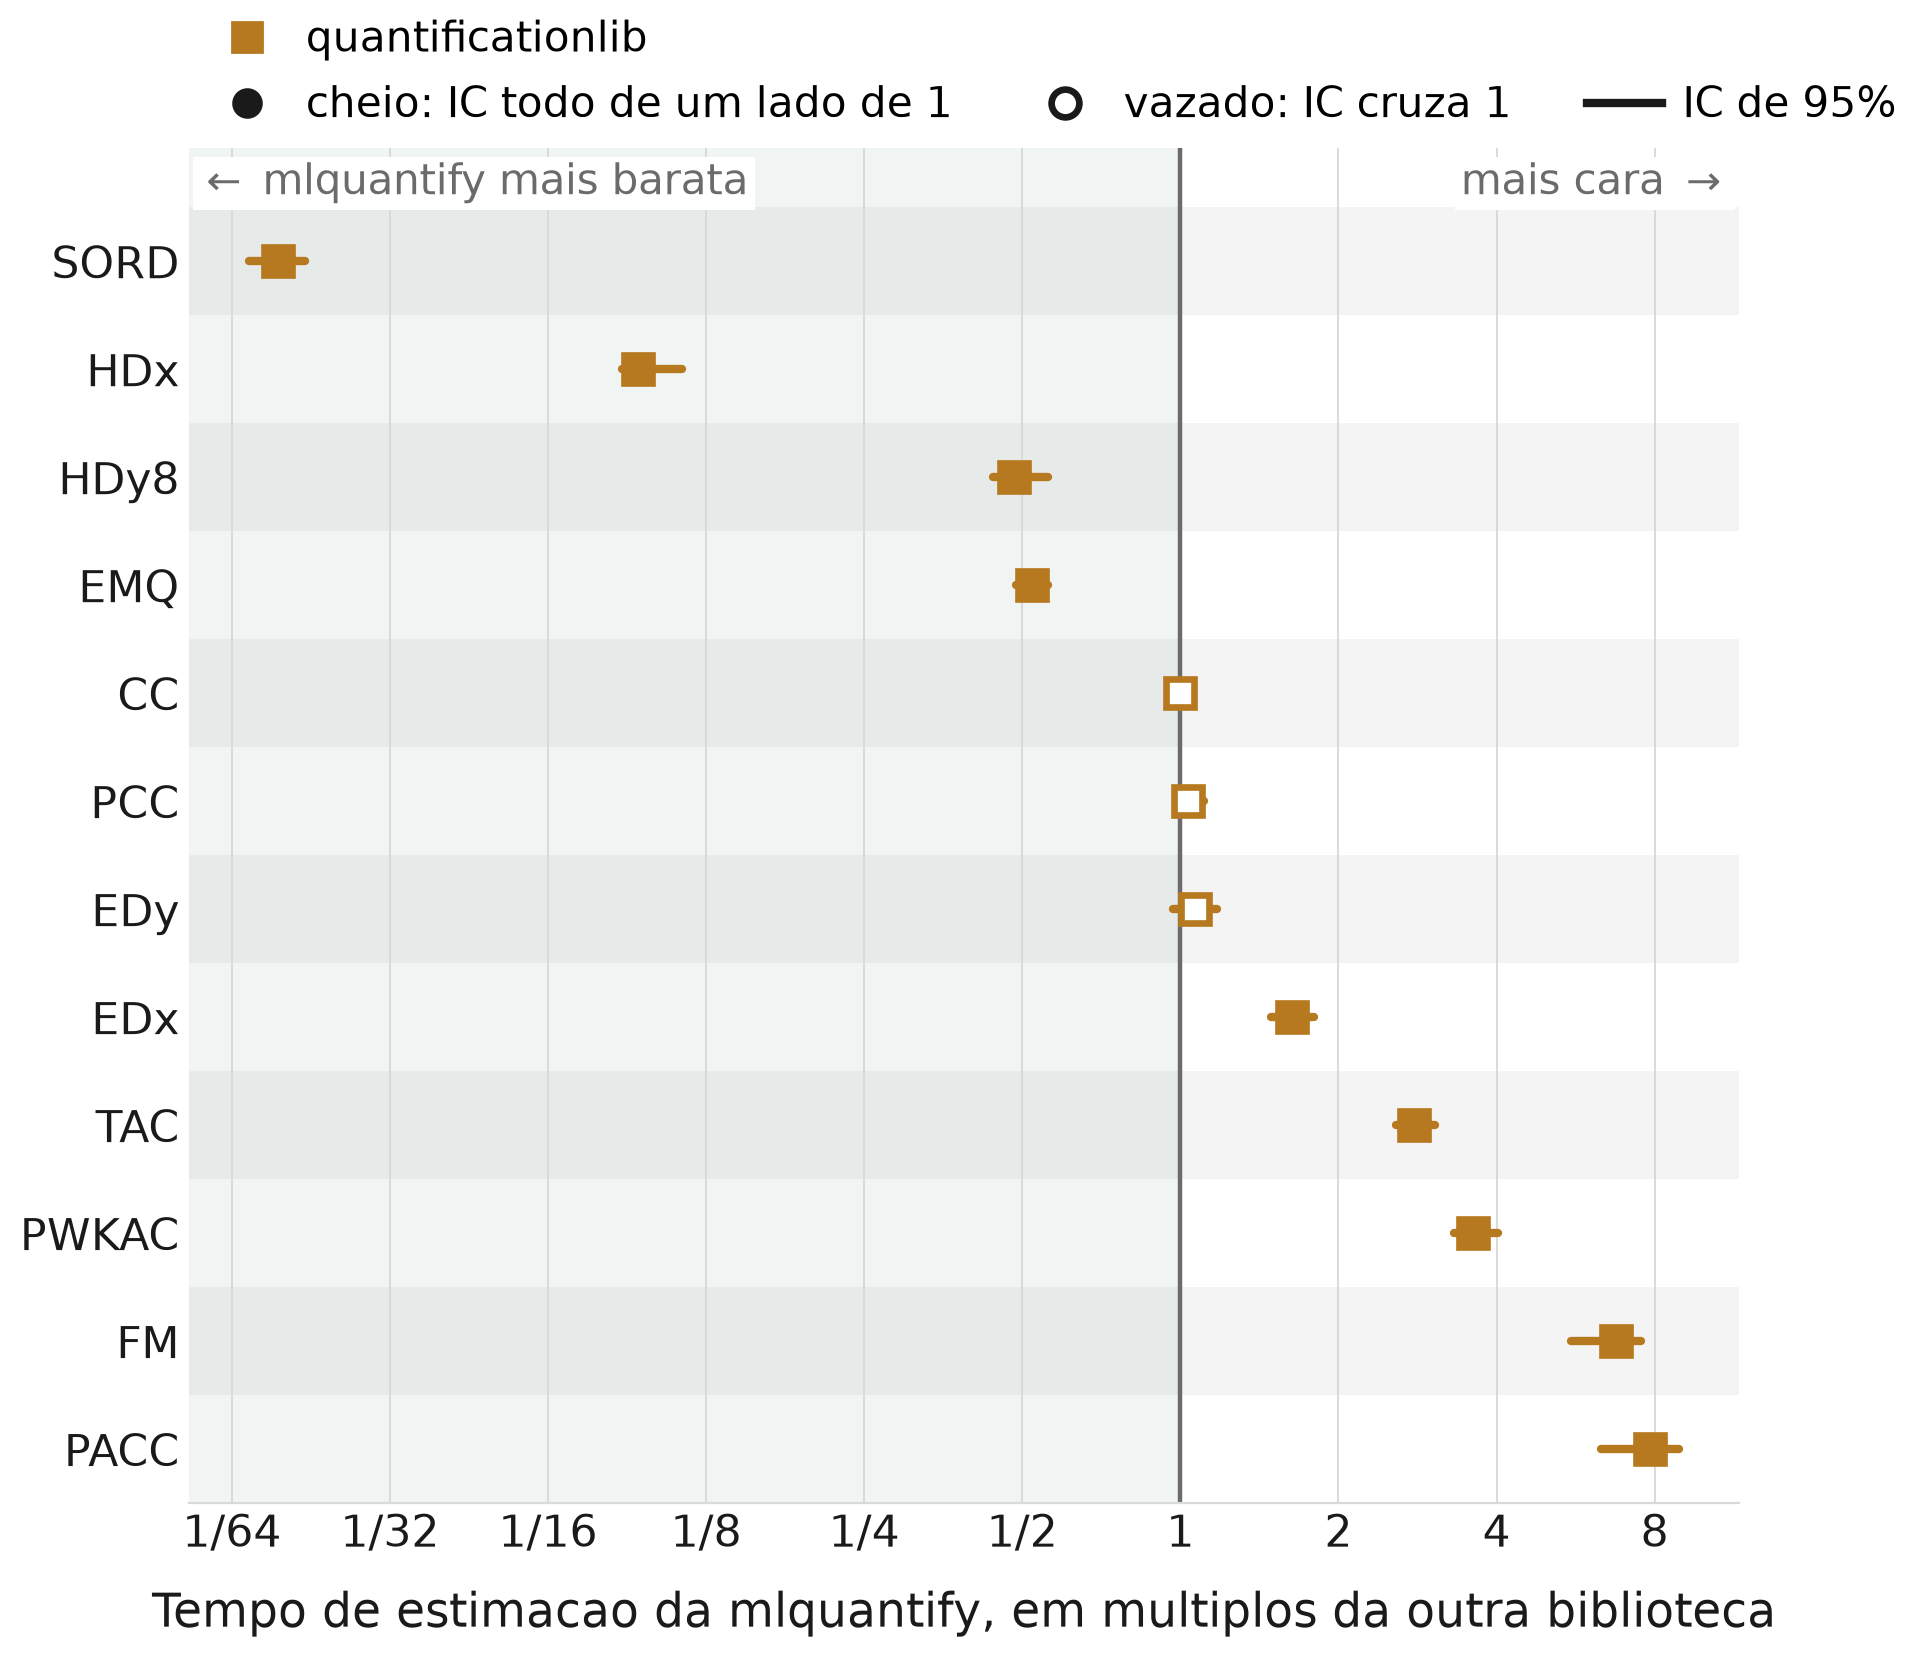 quantificationlib
cheio: IC todo de um lado de 1
vazado: IC cruza 1
IC de 95%
← mlquantify mais barata
mais cara →
SORD
HDx
HDy8
EMQ
CC
PCC
EDy
EDx
TAC
PWKAC
FM
PACC
1/64 1/32 1/16 1/8 1/4 1/2 1 2 4 8
Tempo de estimacao da mlquantify, em multiplos da outra biblioteca